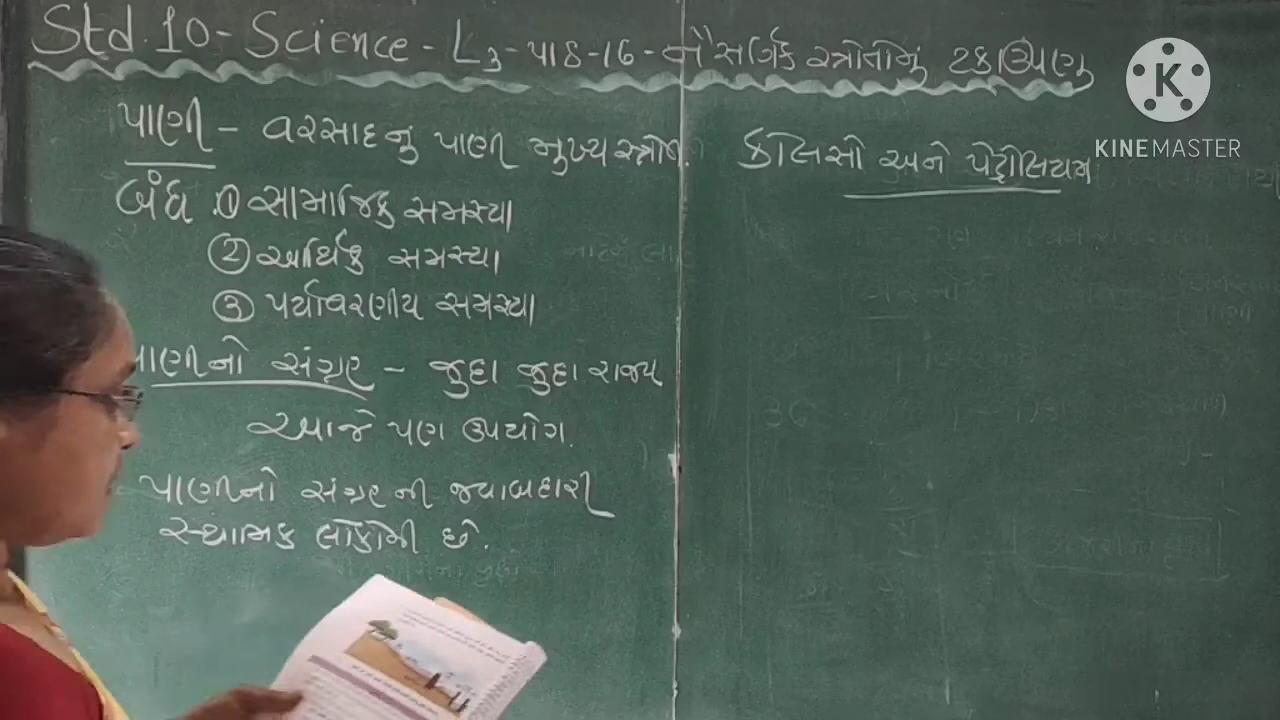 Std.10 - Science - L3 - પાઠ-16 - નૈસર્ગિક સ્ત્રોતોનું ટકાઉપણુ
પાણી - વરસાદનુ પાણી મુખ્ય સ્ત્રોત.
બંધ ① સામાજિક સમસ્યા
② આર્થિક સમસ્યા
③ પર્યાવરણીય સમસ્યા
પાણીનો સંગ્રહ - જુદા જુદા રાજ્ય
આજે પણ ઉપયોગ.
પાણીનો સંગ્રહ ની જવાબદારી
સ્થાનિક લોકોની છે.
કોલસો અને પેટ્રોલિયમ
K
KINEMASTER